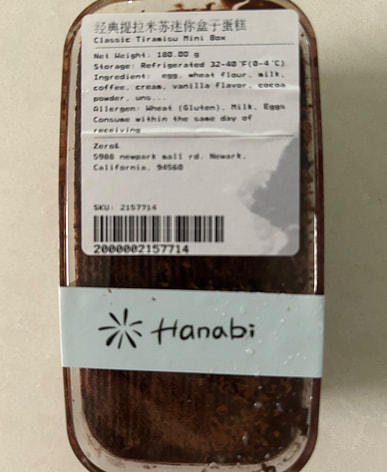 经典提拉米苏迷你盒子蛋糕
Classic Tiramisu Mini Box
Net Weight: 180.00 g
Storage: Refrigerated 32-40°F(0-4°C)
Ingredient: egg, wheat flour, milk,
coffee, cream, vanilla flavor, cocoa
powder, uns...
Allergen: Wheat (Gluten), Milk, Eggs
Consume within the same day of
receiving
Zero&
5988 newpark mall rd. Newark,
California, 94560
SKU: 2157714
2000002157714
Hanabi